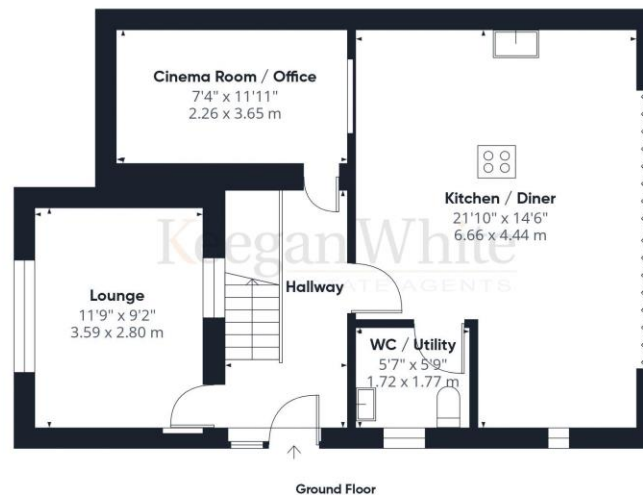 Cinema Room / Office
7'4" x 11'11"
2.26 x 3.65 m
Kitchen / Diner
21'10" x 14'6"
6.66 x 4.44 m
Keegan White
ESTATE AGENTS
Lounge
11'9" x 9'2"
3.59 x 2.80 m
Hallway
WC / Utility
5'7" x 5'9"
1.72 x 1.77 m
Ground Floor